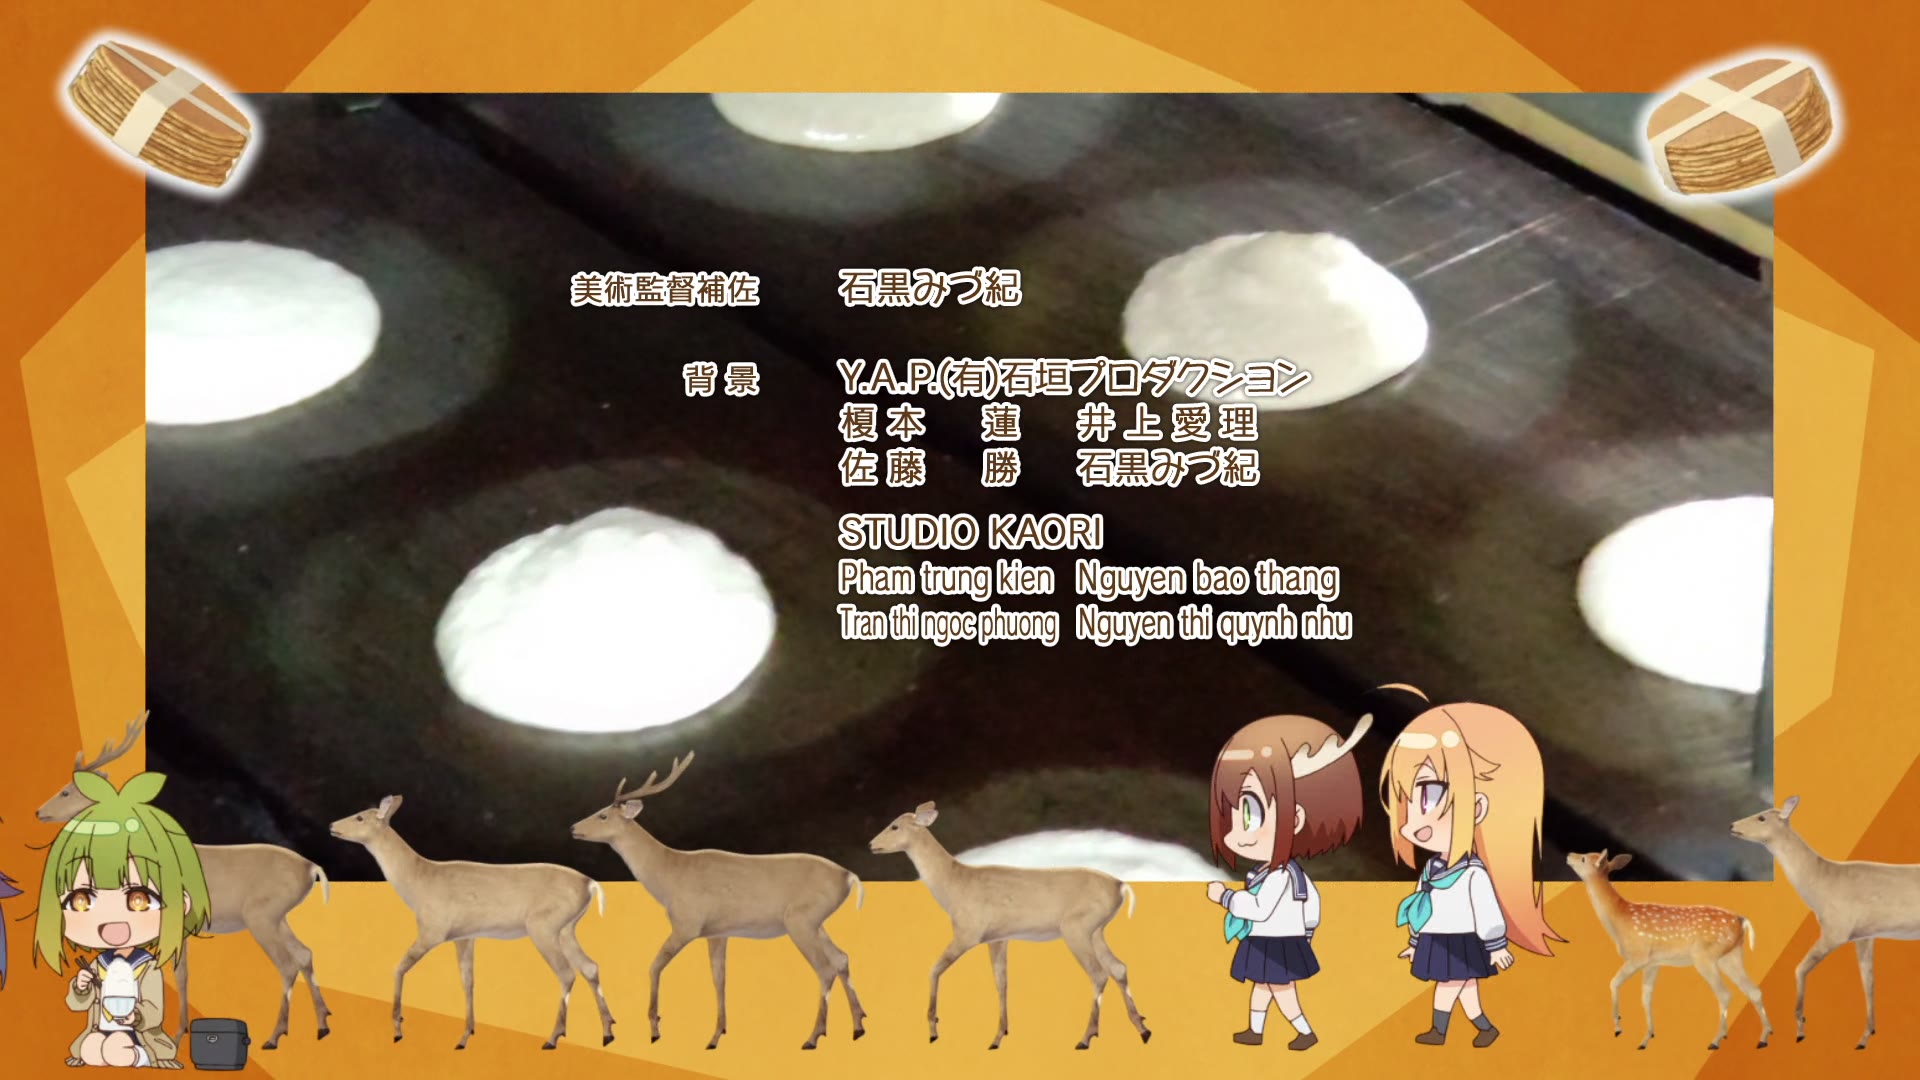 美術監督補佐 石黒みづ紀
背景 Y.A.P.(有)石垣プロダクション
榎本 蓮 井上愛理
佐藤 勝 石黒みづ紀
STUDIO KAORI
Pham trung kien Nguyen bao thang
Tran thi ngoc phuong Nguyen thi quynh nhu